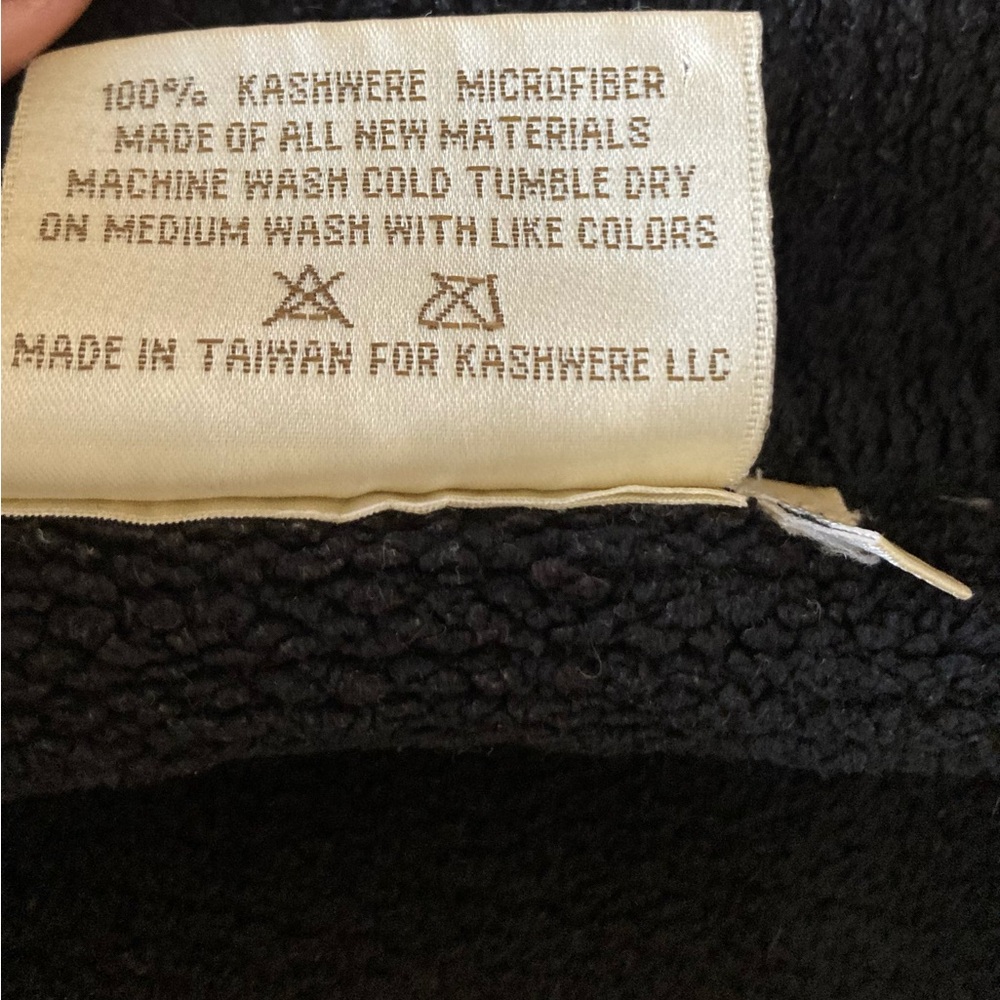 100% KASHWERE MICROFIBER
MADE OF ALL NEW MATERIALS
MACHINE WASH COLD TUMBLE DRY
ON MEDIUM WASH WITH LIKE COLORS
MADE IN TAIWAN FOR KASHWERE LLC